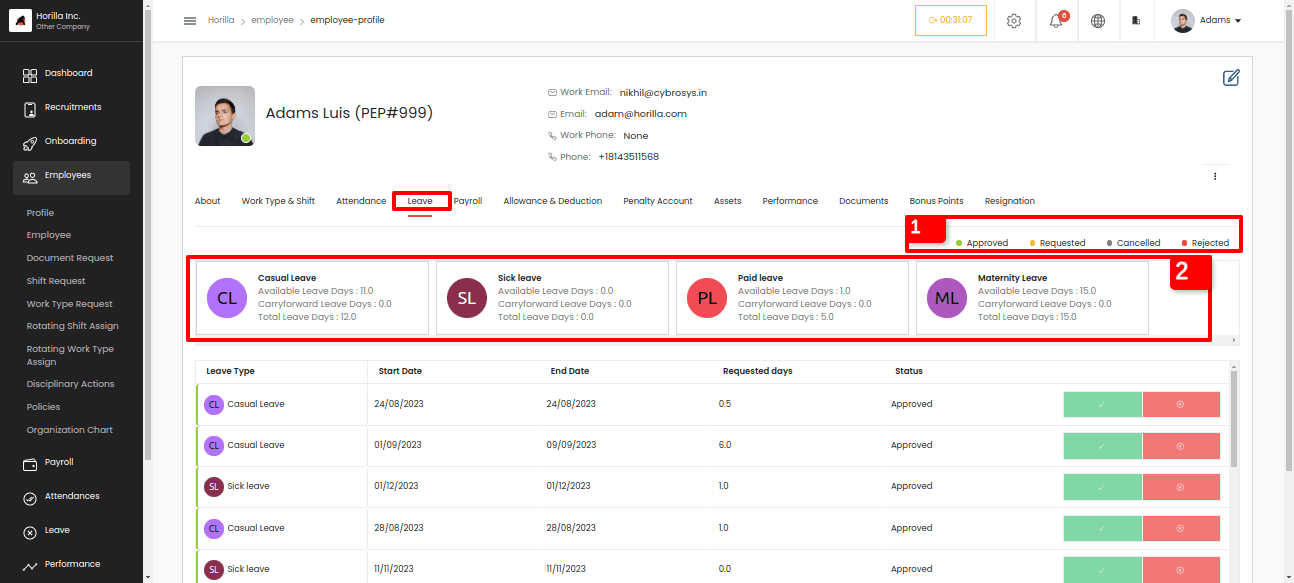 Horilla Inc.
Other Company
Dashboard
Recruitments
Onboarding
Employees
Profile
Employee
Document Request
Shift Request
Work Type Request
Rotating Shift Assign
Rotating Work Type
Assign
Disciplinary Actions
Policies
Organization Chart
Payroll
Attendances
Leave
Performance
Horilla > employee > employee-profile
00:31:07
6
Adams
Adams Luis (PEP#999)
Work Email: nikhil@cybrosys.in
Email: adam@horilla.com
Work Phone: None
Phone: +18143511568
About Work Type & Shift Attendance Leave Payroll Allowance & Deduction Penalty Account Assets Performance Documents Bonus Points Resignation
1
Approved Requested Cancelled Rejected
2
CL
Casual Leave
Available Leave Days : 11.0
Carryforward Leave Days : 0.0
Total Leave Days : 12.0
SL
Sick leave
Available Leave Days : 0.0
Carryforward Leave Days : 0.0
Total Leave Days : 0.0
PL
Paid leave
Available Leave Days : 1.0
Carryforward Leave Days : 0.0
Total Leave Days : 5.0
ML
Maternity Leave
Available Leave Days : 15.0
Carryforward Leave Days : 0.0
Total Leave Days : 15.0
Leave Type Start Date End Date Requested days Status
CL Casual Leave 24/08/2023 24/08/2023 0.5 Approved
CL Casual Leave 01/09/2023 09/09/2023 6.0 Approved
SL Sick leave 01/12/2023 01/12/2023 1.0 Approved
CL Casual Leave 28/08/2023 28/08/2023 1.0 Approved
SL Sick leave 11/11/2023 11/11/2023 0.0 Approved